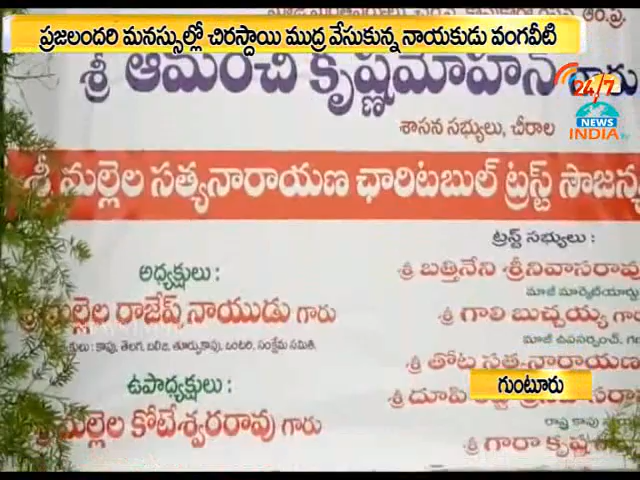 ప్రజలందరి మనస్సుల్లో చిరస్దాయి ముద్ర వేసుకున్న నాయకుడు వంగవీటి
శ్రీ ఆమంచి కృష్ణమోహన్ గారు
24/7
NEWS
INDIA
శాసన సభ్యులు, చీరాల
శ్రీ మల్లెల సత్యనారాయణ ఛారిటబుల్ ట్రస్ట్ సౌజన్య
ట్రస్ట్ సభ్యులు :
అధ్యక్షులు :
శ్రీ బత్తినేని శ్రీనివాసరావు
మాజీ మార్కెట్‌యార్డు
మల్లెల రాజేష్ నాయుడు గారు
శ్రీ గాలి బుచ్చయ్య
కాపు, తెలగ, బలిజ, తూర్పుకాపు, ఒంటరి, సంక్షేమ సమితి.
మాజీ ఉపసర్పంచ్,
శ్రీ తోట సత్యనారాయణ
ఉపాధ్యక్షులు :
గుంటూరు
మల్లెల కోటేశ్వరరావు గారు
రాష్ట్ర కాపు
శ్రీ గారా కృష్ణ